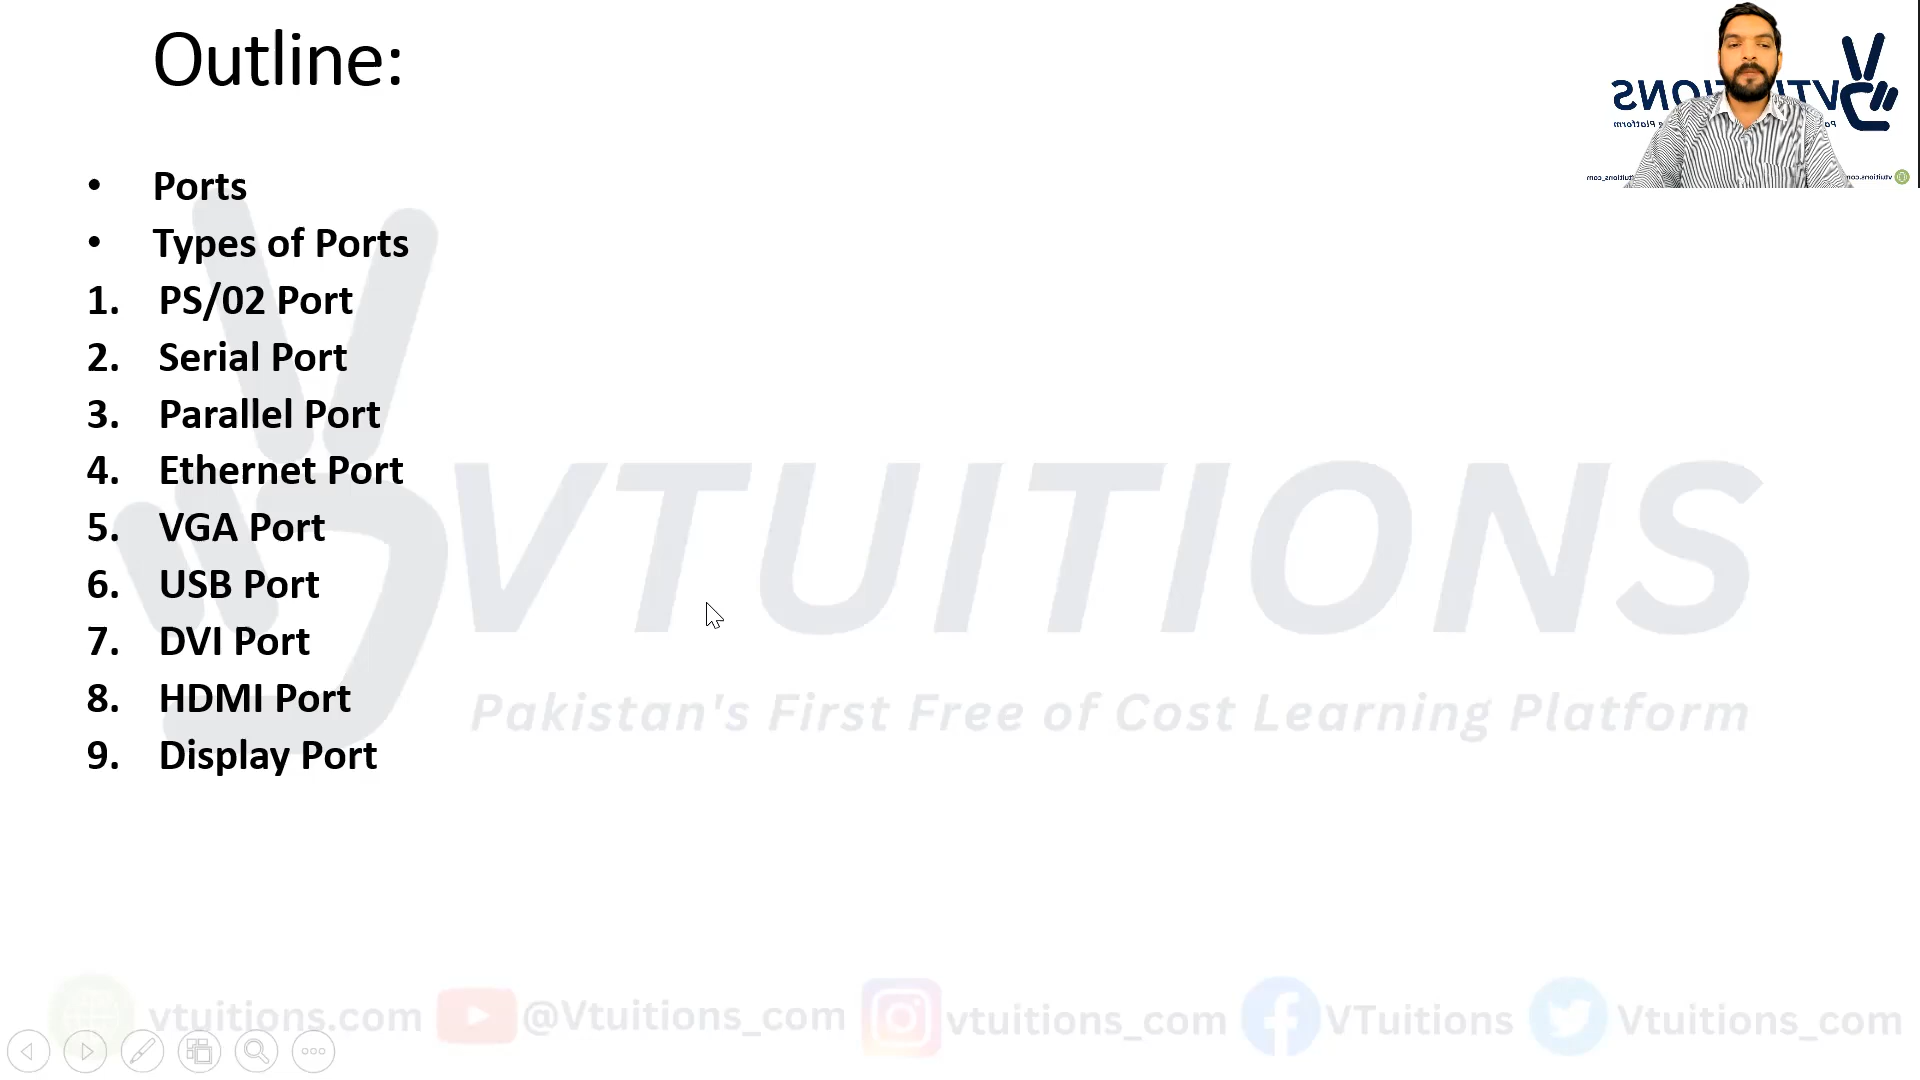 Outline:
• Ports
• Types of Ports
1. PS/02 Port
2. Serial Port
3. Parallel Port
4. Ethernet Port
5. VGA Port
6. USB Port
7. DVI Port
8. HDMI Port
9. Display Port
VTUITIONS
Pakistan's First Free of Cost Learning Platform
vtuitions.com @Vtuitions_com vtuitions_com VTuitions Vtuitions_com